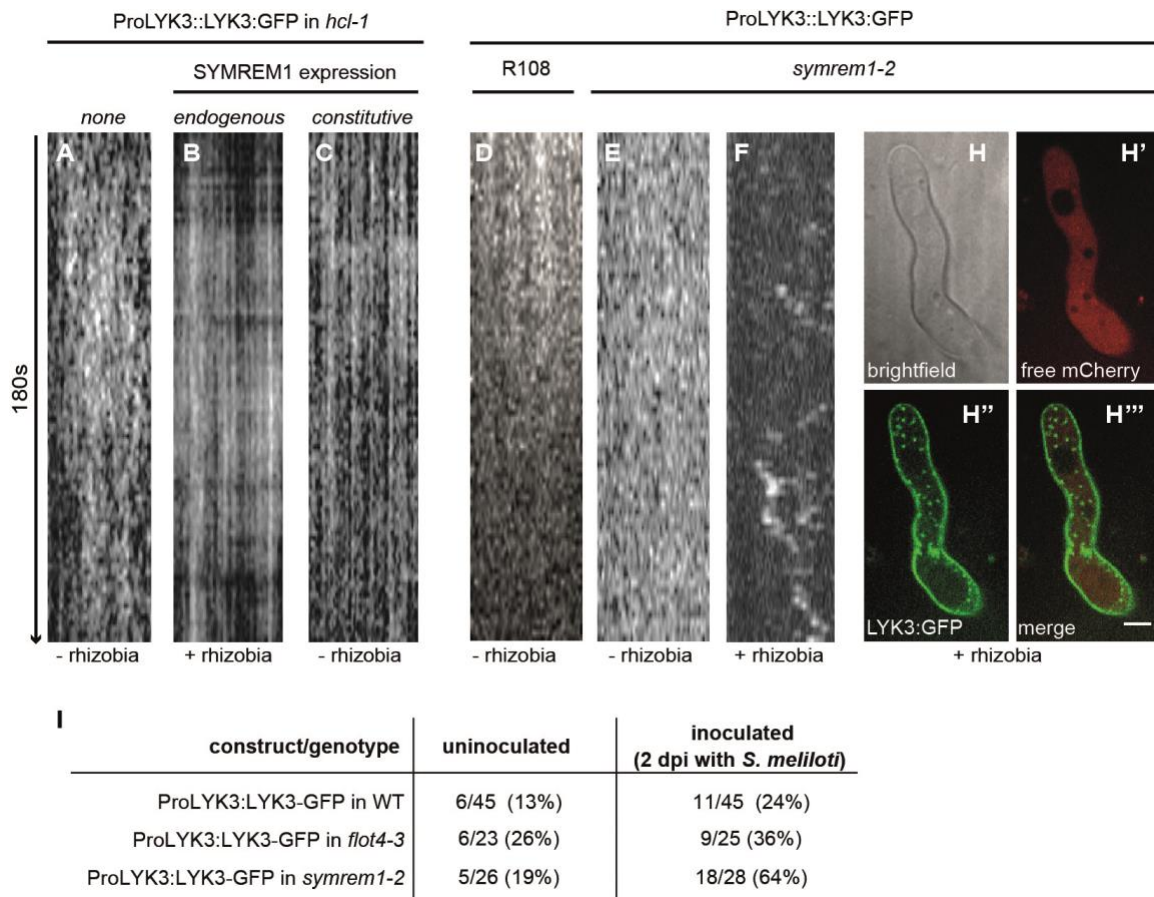 ProLYK3::LYK3:GFP in hcl-1
ProLYK3::LYK3:GFP
SYMREM1 expression
R108
symrem1-2
none
endogenous
constitutive
A
B
C
D
E
F
H
H'
180s
brightfield
free mCherry
H''
H'''
LYK3:GFP
merge
- rhizobia
+ rhizobia
- rhizobia
- rhizobia
- rhizobia
+ rhizobia
+ rhizobia
I
construct/genotype
uninoculated
inoculated
(2 dpi with S. meliloti)
ProLYK3:LYK3-GFP in WT 6/45 (13%) 11/45 (24%)
ProLYK3:LYK3-GFP in flot4-3 6/23 (26%) 9/25 (36%)
ProLYK3:LYK3-GFP in symrem1-2 5/26 (19%) 18/28 (64%)